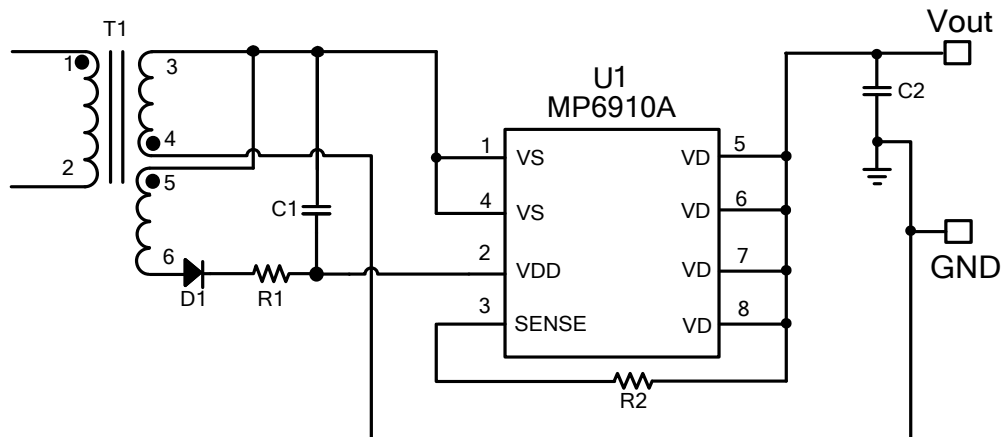 T1
Vout
1
3
U1
MP6910A
C2
4
1
VS
VD
5
2
5
C1
4
VS
VD
6
6
2
VDD
VD
7
GND
D1
R1
3
SENSE
VD
8
R2